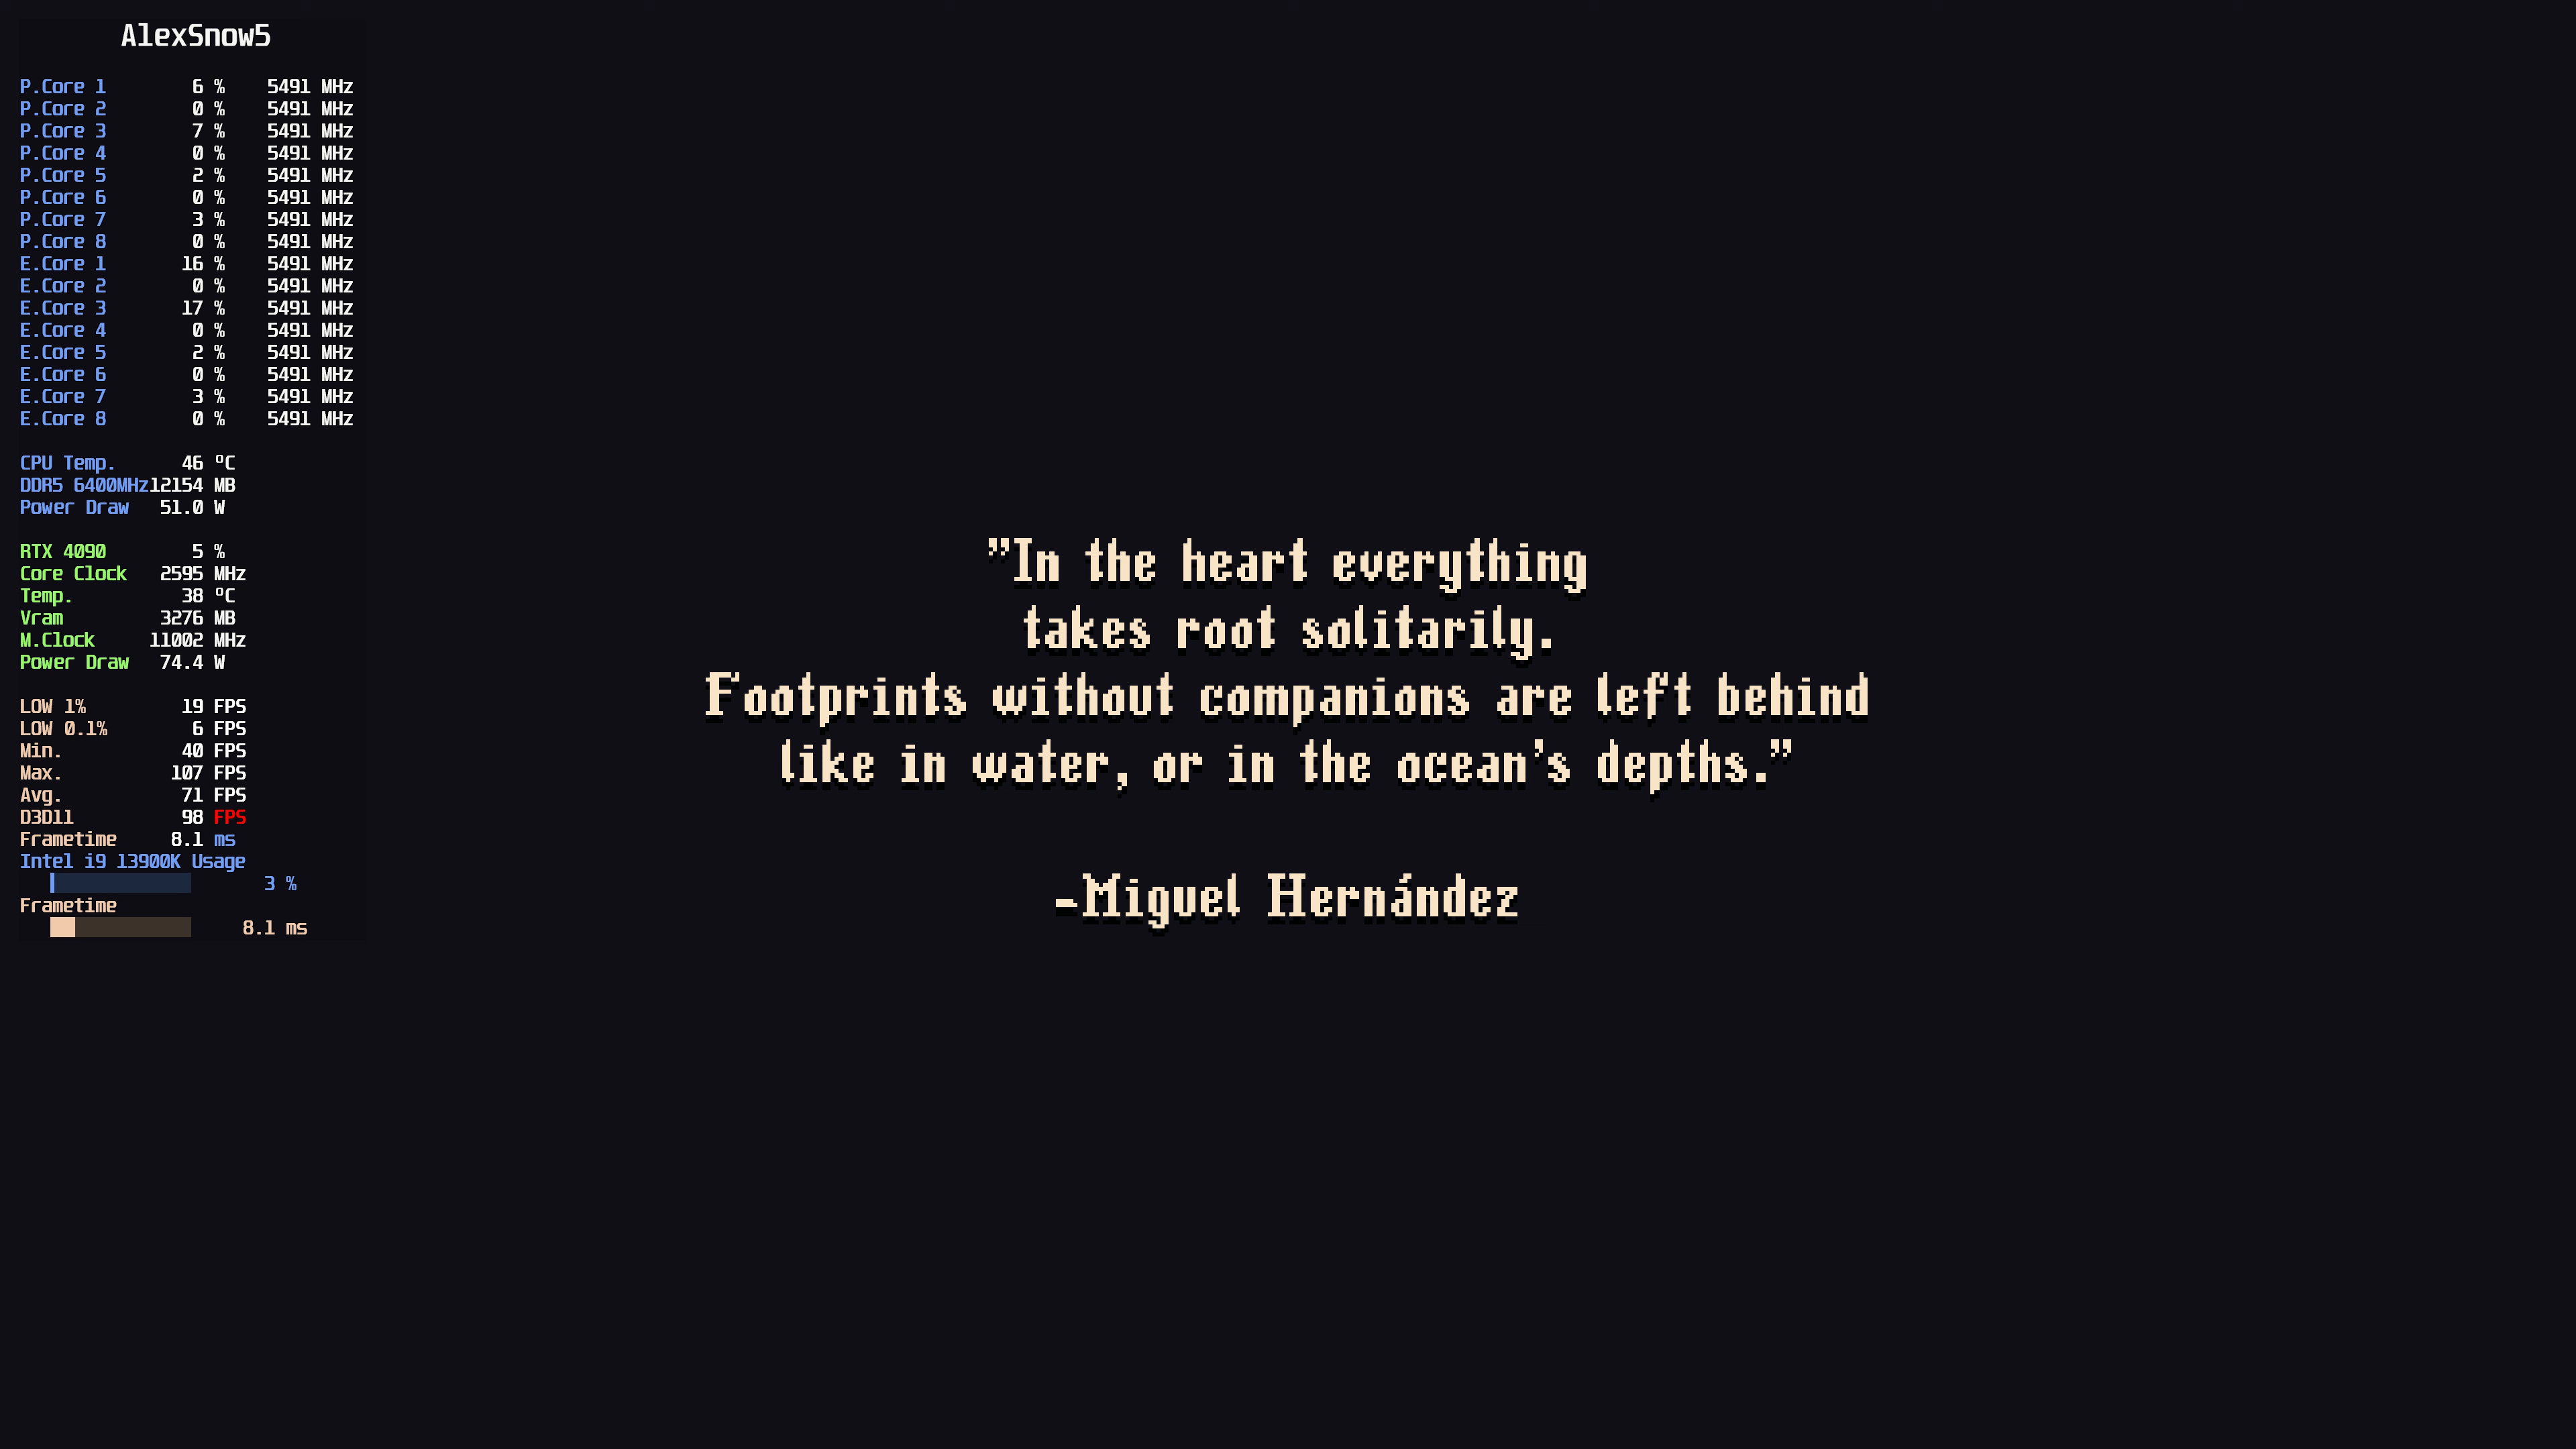 AlexSnow5
P.Core 1 6 % 5491 MHz
P.Core 2 0 % 5491 MHz
P.Core 3 7 % 5491 MHz
P.Core 4 0 % 5491 MHz
P.Core 5 2 % 5491 MHz
P.Core 6 0 % 5491 MHz
P.Core 7 3 % 5491 MHz
P.Core 8 0 % 5491 MHz
E.Core 1 16 % 5491 MHz
E.Core 2 0 % 5491 MHz
E.Core 3 17 % 5491 MHz
E.Core 4 0 % 5491 MHz
E.Core 5 2 % 5491 MHz
E.Core 6 0 % 5491 MHz
E.Core 7 3 % 5491 MHz
E.Core 8 0 % 5491 MHz
CPU Temp. 46 ºC
DDR5 6400MHz 12154 MB
Power Draw 51.0 W
RTX 4090 5 %
Core Clock 2595 MHz
Temp. 38 ºC
Vram 3276 MB
M.Clock 11002 MHz
Power Draw 74.4 W
LOW 1% 19 FPS
LOW 0.1% 6 FPS
Min. 40 FPS
Max. 107 FPS
Avg. 71 FPS
D3D11 98 FPS
Frametime 8.1 ms
Intel i9 13900K Usage
3 %
Frametime
8.1 ms
"In the heart everything
takes root solitarily.
Footprints without companions are left behind
like in water, or in the ocean's depths."
-Miguel Hernández